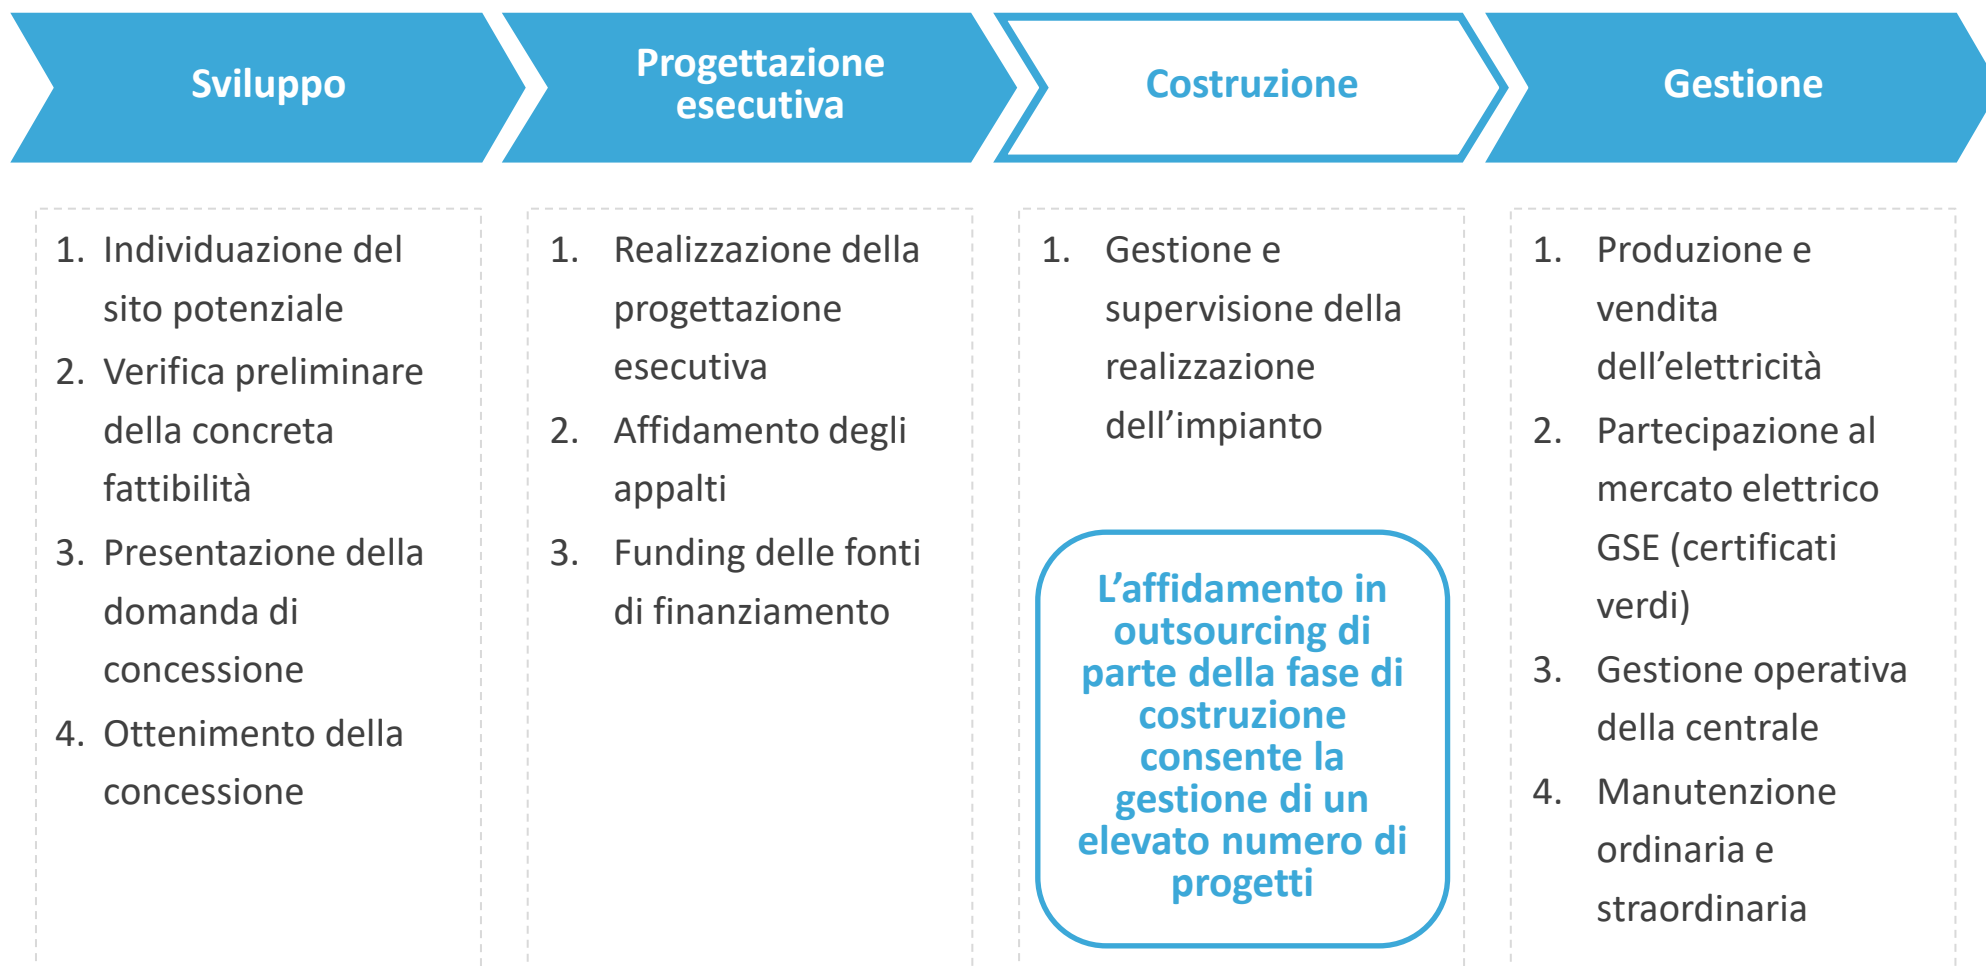 Sviluppo
Progettazione
esecutiva
Costruzione
Gestione
1. Individuazione del
sito potenziale
2. Verifica preliminare
della concreta
fattibilità
3. Presentazione della
domanda di
concessione
4. Ottenimento della
concessione
1. Realizzazione della
progettazione
esecutiva
2. Affidamento degli
appalti
3. Funding delle fonti
di finanziamento
1. Gestione e
supervisione della
realizzazione
dell’impianto
L’affidamento in
outsourcing di
parte della fase di
costruzione
consente la
gestione di un
elevato numero di
progetti
1. Produzione e
vendita
dell’elettricità
2. Partecipazione al
mercato elettrico
GSE (certificati
verdi)
3. Gestione operativa
della centrale
4. Manutenzione
ordinaria e
straordinaria